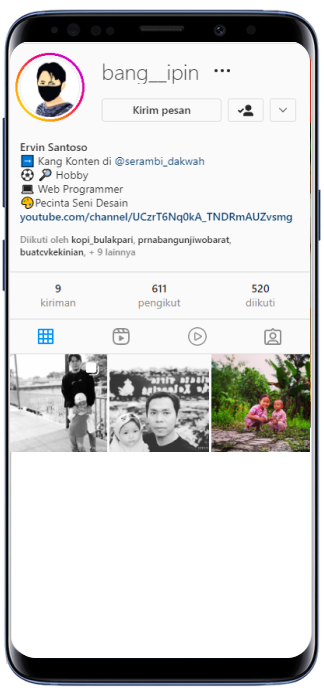 bang__ipin ...
Kirim pesan
Ervin Santoso
Kang Konten di @serambi_dakwah
Hobby
Web Programmer
Pecinta Seni Desain
youtube.com/channel/UCzrT6Nq0kA_TNDRmAUZvsmg
Diikuti oleh kopi_bulakpari, prnabangunjiwobarat,
buatcvkekinian, + 9 lainnya
9 611 520
kiriman pengikut diikuti